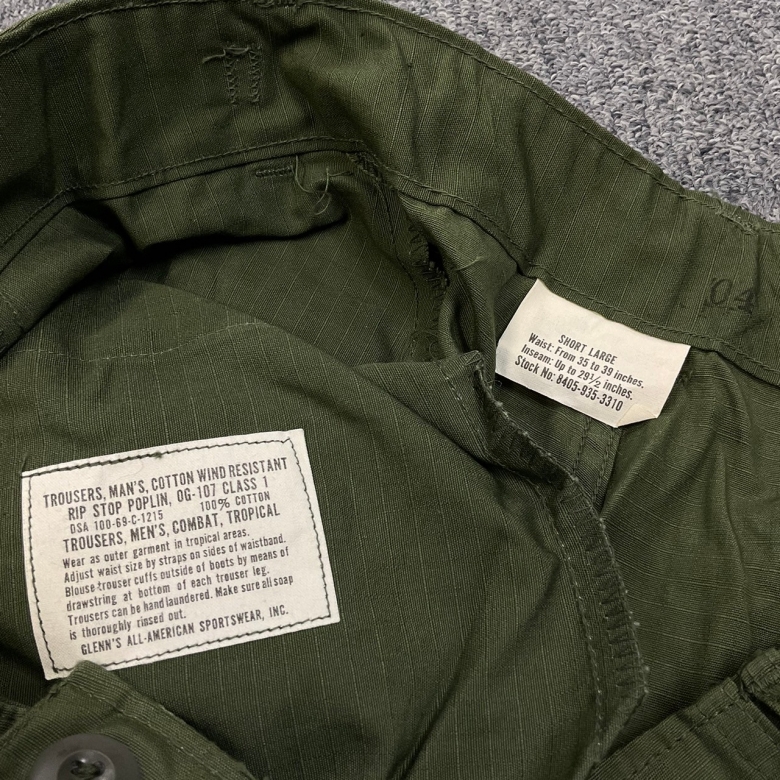 TROUSERS, MAN'S, COTTON WIND RESISTANT
RIP STOP POPLIN, OG-107 CLASS 1
DSA 100-69-C-1215 100% COTTON
TROUSERS, MEN'S, COMBAT, TROPICAL
Wear as outer garment in tropical areas.
Adjust waist size by straps on sides of waistband.
Blouse trouser cuffs outside of boots by means of
drawstring at bottom of each trouser leg.
Trousers can be hand laundered. Make sure all soap
is thoroughly rinsed out.
GLENN'S ALL-AMERICAN SPORTSWEAR, INC.
SHORT LARGE
Waist: From 35 to 39 inches.
Inseam: Up to 29½ inches.
Stock No: 8405-935-3310
04